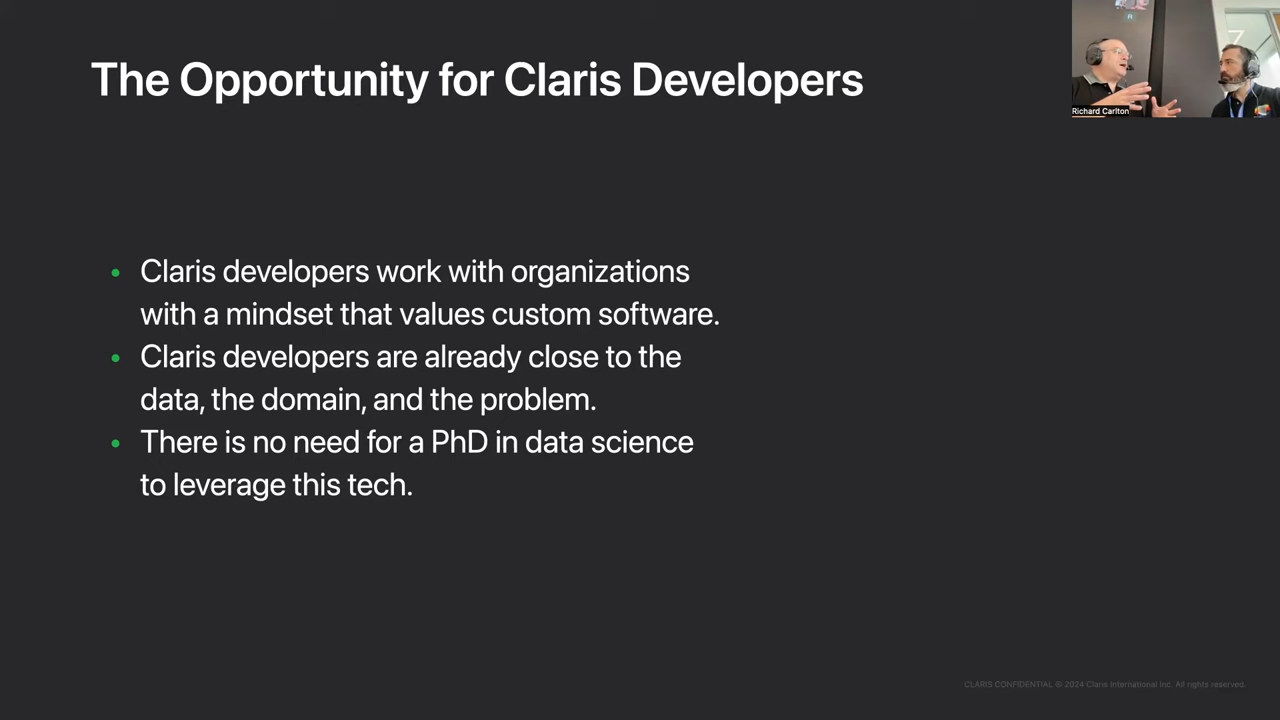 The Opportunity for Claris Developers
Richard Carlton
• Claris developers work with organizations
with a mindset that values custom software.
• Claris developers are already close to the
data, the domain, and the problem.
• There is no need for a PhD in data science
to leverage this tech.
CLARIS CONFIDENTIAL © 2024 Claris International Inc. All rights reserved.